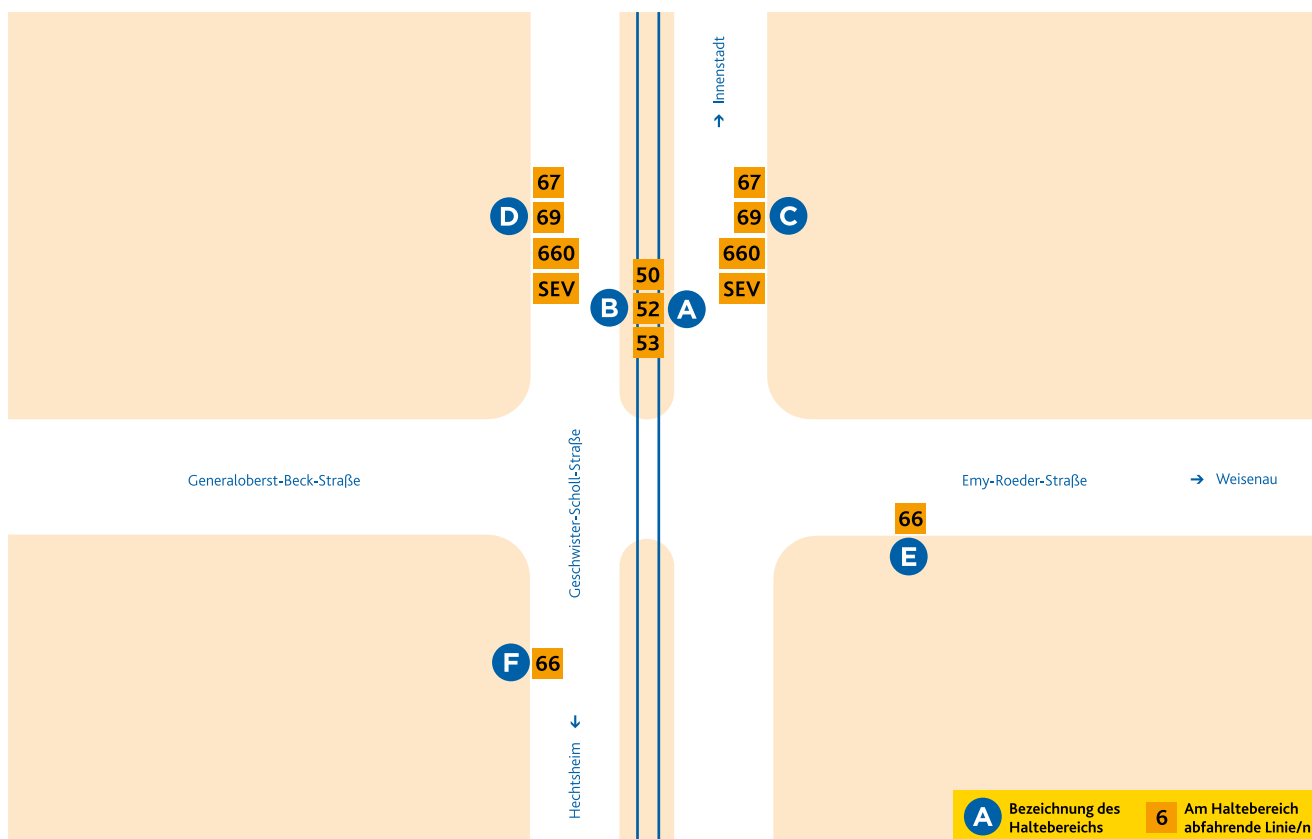 → Innenstadt
67
67
D
69
69
C
660
660
50
SEV
SEV
B
52
A
53
Geschwister-Scholl-Straße
Generaloberst-Beck-Straße
Emy-Roeder-Straße
→ Weisenau
66
E
F
66
Hechtsheim ←
A
Bezeichnung des
Haltebereichs
6
Am Haltebereich
abfahrende Linie/n